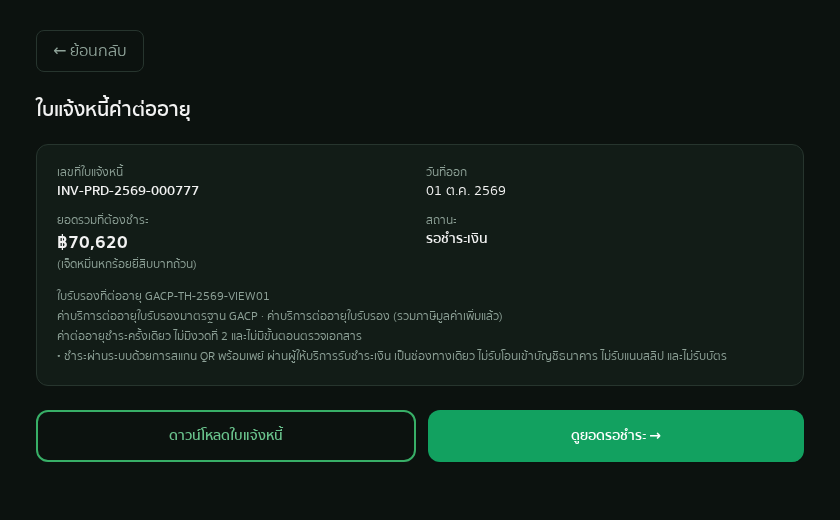 ← ย้อนกลับ
ใบแจ้งหนี้ค่าต่ออายุ
เลขที่ใบแจ้งหนี้
INV-PRD-2569-000777
วันที่ออก
01 ต.ค. 2569
ยอดรวมที่ต้องชำระ
฿70,620
(เจ็ดหมื่นหกร้อยยี่สิบบาทถ้วน)
สถานะ
รอชำระเงิน
ใบรับรองที่ต่ออายุ GACP-TH-2569-VIEW01
ค่าบริการต่ออายุใบรับรองมาตรฐาน GACP · ค่าบริการต่ออายุใบรับรอง (รวมภาษีมูลค่าเพิ่มแล้ว)
ค่าต่ออายุชำระครั้งเดียว ไม่มีงวดที่ 2 และไม่มีขั้นตอนตรวจเอกสาร
• ชำระผ่านระบบด้วยการสแกน QR พร้อมเพย์ ผ่านผู้ให้บริการรับชำระเงิน เป็นช่องทางเดียว ไม่รับโอนเข้าบัญชีธนาคาร ไม่รับแนบสลิป และไม่รับบัตร
ดาวน์โหลดใบแจ้งหนี้
ดูยอดรอชำระ →